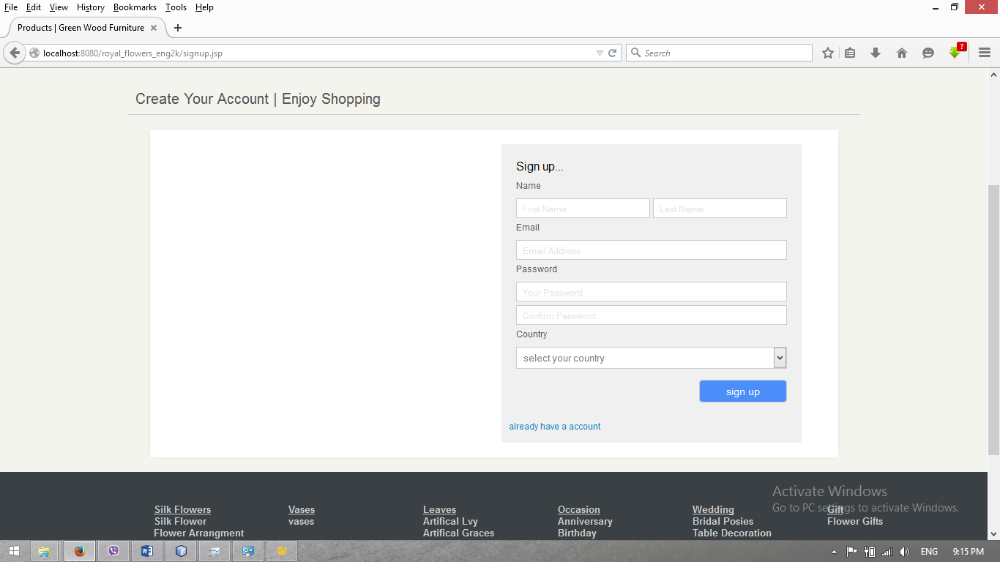 File Edit View History Bookmarks Tools Help
Products | Green Wood Furniture
localhost:8080/royal_flowers_eng2k/signup.jsp
Search
?
Create Your Account | Enjoy Shopping
Sign up...
Name
First Name Last Name
Email
Email Address
Password
Your Password
Confirm Password
Country
select your country
sign up
already have a account
Activate Windows
Go to PC settings to activate Windows.
Silk Flowers Vases Leaves Occasion Wedding Gift
Silk Flower vases Artifical Lvy Anniversary Bridal Posies Flower Gifts
Flower Arrangment Artifical Graces Birthday Table Decoration
ENG 9:15 PM